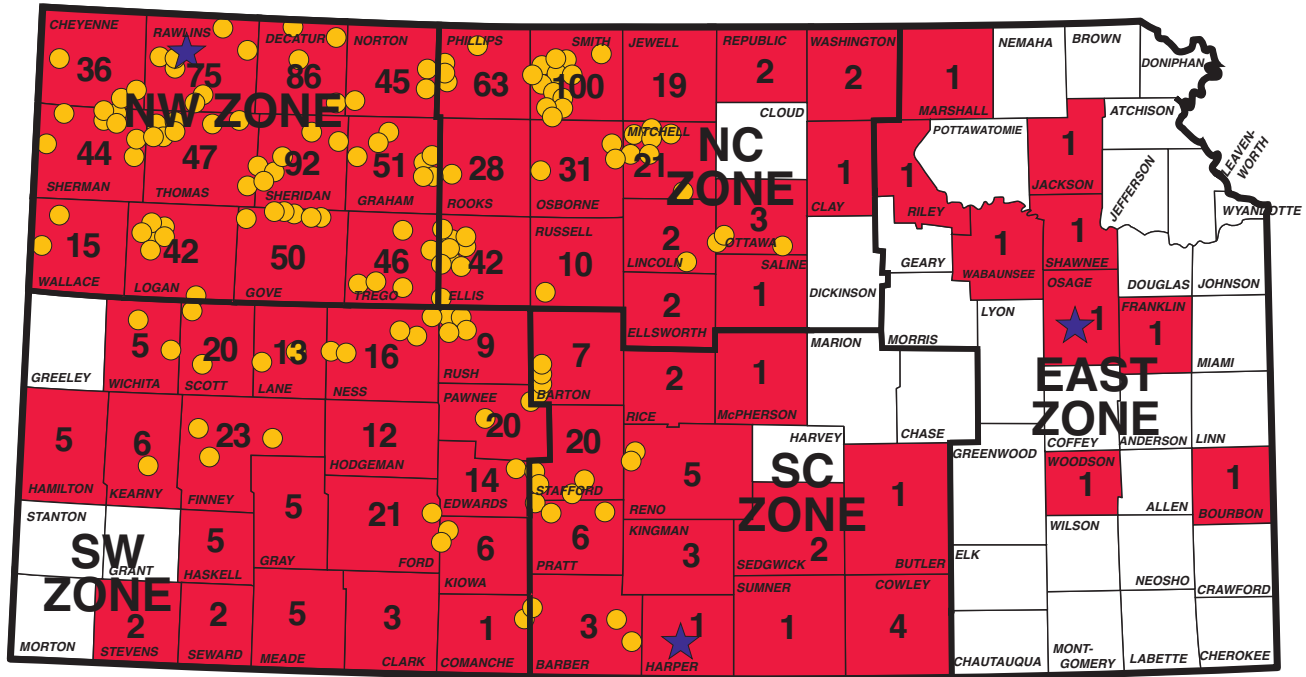 CHEYENNE
RAWLINS
DECATUR
NORTON
PHILLIPS
SMITH
JEWELL
REPUBLIC
WASHINGTON
NEMAHA
BROWN
DONIPHAN
36
75
86
45
63
100
19
2
2
1
MARSHALL
NW ZONE
CLOUD
ATCHISON
POTTAWATOMIE
MITCHELL
NC
ZONE
44
47
92
51
28
31
21
1
1
1
SHERMAN
THOMAS
SHERIDAN
GRAHAM
ROOKS
OSBORNE
CLAY
RILEY
JACKSON
JEFFERSON
LEAVEN-
WORTH
WYANDOTTE
15
42
50
46
42
RUSSELL
10
2
LINCOLN
3
OTTAWA
1
WABAUNSEE
1
SHAWNEE
WALLACE
LOGAN
GOVE
TREGO
ELLIS
SALINE
GEARY
OSAGE
DOUGLAS
JOHNSON
2
ELLSWORTH
1
DICKINSON
LYON
1
FRANKLIN
1
GREELEY
5
WICHITA
20
SCOTT
13
LANE
16
NESS
9
RUSH
7
BARTON
2
RICE
1
McPHERSON
MARION
MORRIS
MIAMI
EAST
ZONE
PAWNEE
20
5
HAMILTON
6
KEARNY
23
FINNEY
12
HODGEMAN
20
STAFFORD
HARVEY
CHASE
COFFEY
ANDERSON
LINN
14
EDWARDS
5
RENO
SC
ZONE
GREENWOOD
WOODSON
1
ALLEN
1
BOURBON
STANTON
GRANT
SW
ZONE
5
HASKELL
5
GRAY
21
FORD
6
KIOWA
6
PRATT
KINGMAN
3
SEDGWICK
2
1
BUTLER
WILSON
ELK
NEOSHO
CRAWFORD
MORTON
2
STEVENS
2
SEWARD
5
MEADE
3
CLARK
1
COMANCHE
3
BARBER
1
HARPER
SUMNER
1
COWLEY
4
CHAUTAUQUA
MONT-
GOMERY
LABETTE
CHEROKEE